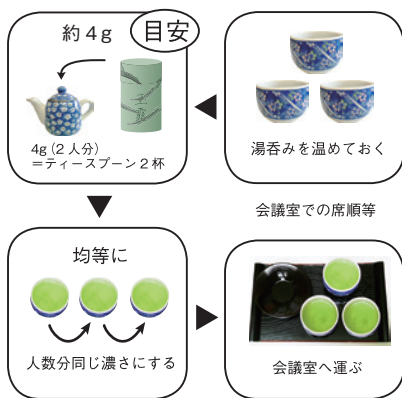 約4g
目安
4g(2人分)
＝ティースプーン2杯
湯呑みを温めておく
会議室での席順等
均等に
人数分同じ濃さにする
会議室へ運ぶ